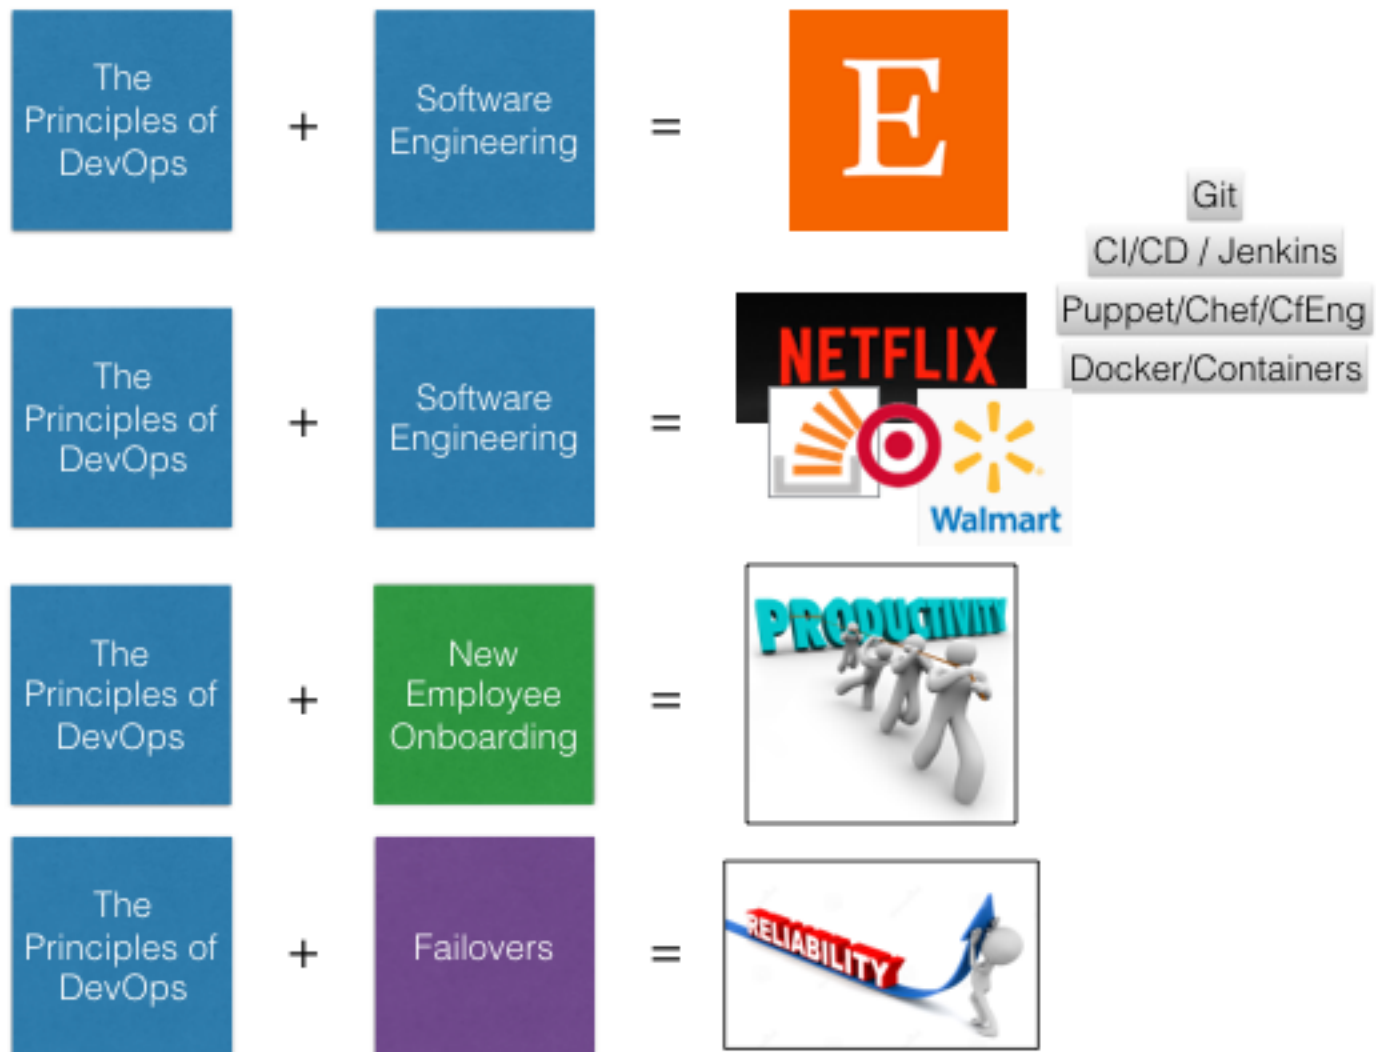 The
Principles of
DevOps
+
Software
Engineering
=
E
Git
CI/CD / Jenkins
Puppet/Chef/CfEng
Docker/Containers
The
Principles of
DevOps
+
Software
Engineering
=
NETFLIX
Walmart
The
Principles of
DevOps
+
New
Employee
Onboarding
=
PRODUCTIVITY
The
Principles of
DevOps
+
Failovers
=
RELIABILITY